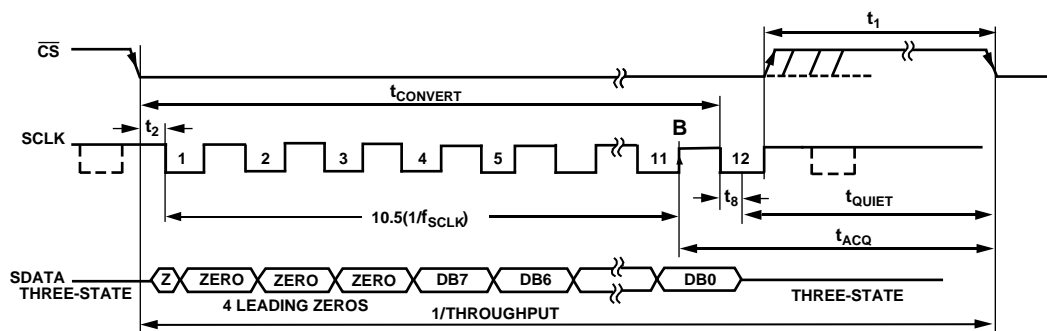 t1
CS
tCONVERT
t2
B
SCLK
1 2 3 4 5 11 12
t8
tQUIET
10.5(1/fSCLK)
tACQ
SDATA
Z ZERO ZERO ZERO DB7 DB6 DB0
THREE-STATE
THREE-STATE
4 LEADING ZEROS
1/THROUGHPUT